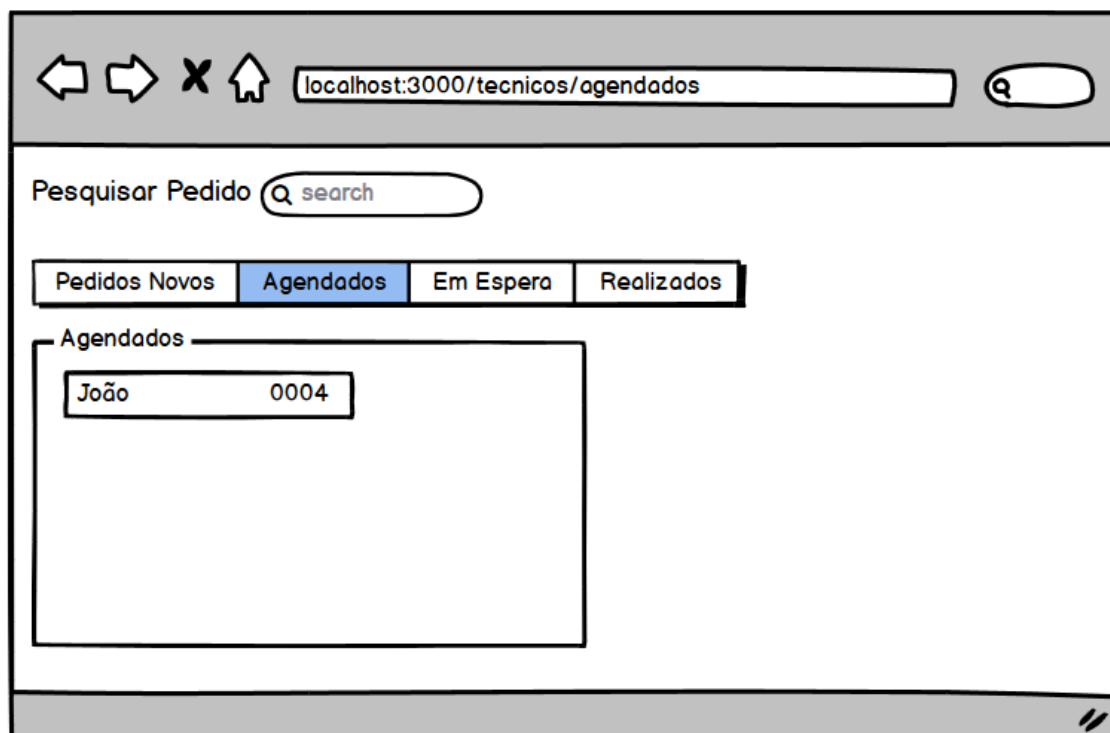 localhost:3000/tecnicos/agendados
Pesquisar Pedido search
Pedidos Novos Agendados Em Espera Realizados
Agendados
João 0004